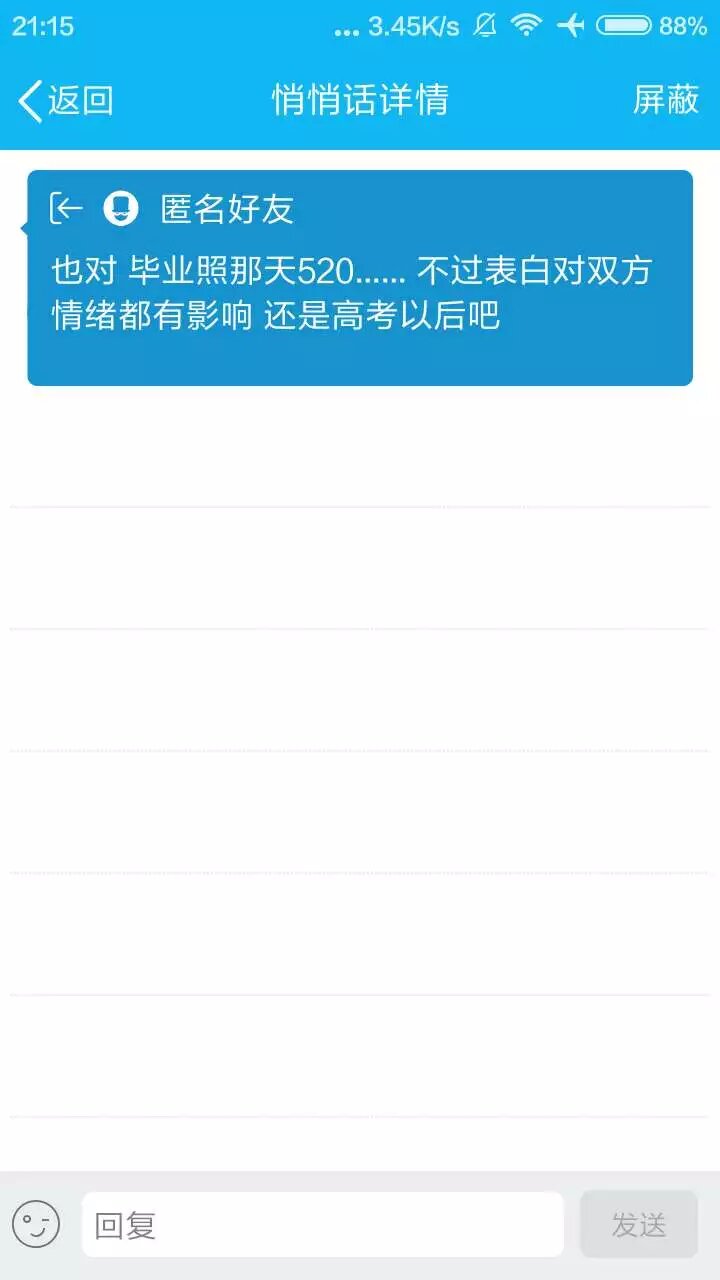 21:15 ... 3.45K/s 88%
返回 悄悄话详情 屏蔽
匿名好友
也对 毕业照那天520...... 不过表白对双方
情绪都有影响 还是高考以后吧
回复 发送